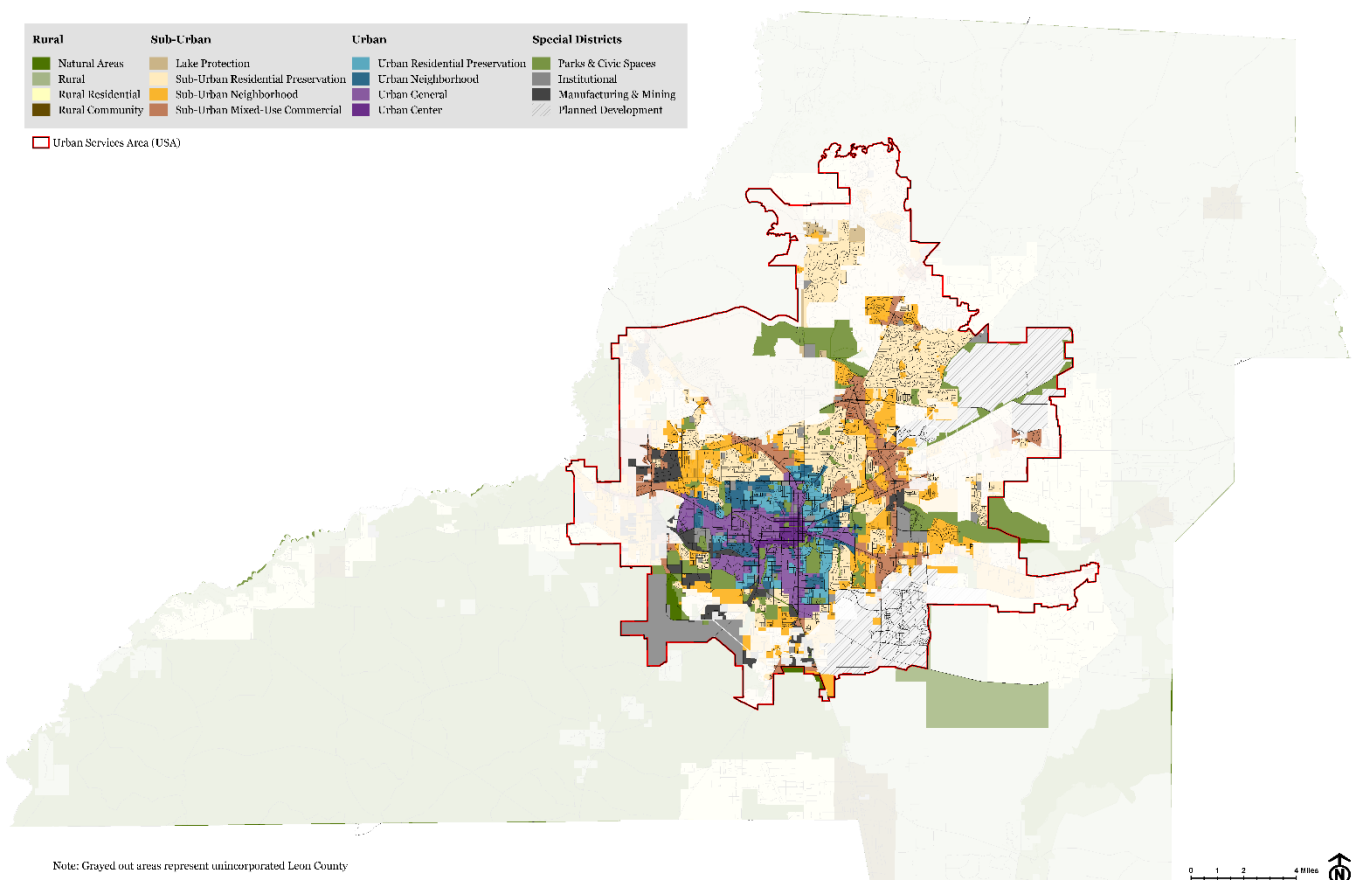 Rural Sub-Urban Urban Special Districts
Natural Areas Lake Protection Urban Residential Preservation Parks & Civic Spaces
Rural Sub-Urban Residential Preservation Urban Neighborhood Institutional
Rural Residential Sub-Urban Neighborhood Urban General Manufacturing & Mining
Rural Community Sub-Urban Mixed-Use Commercial Urban Center Planned Development
Urban Services Area (USA)
Note: Grayed out areas represent unincorporated Leon County
0 1 2 4 Miles
N